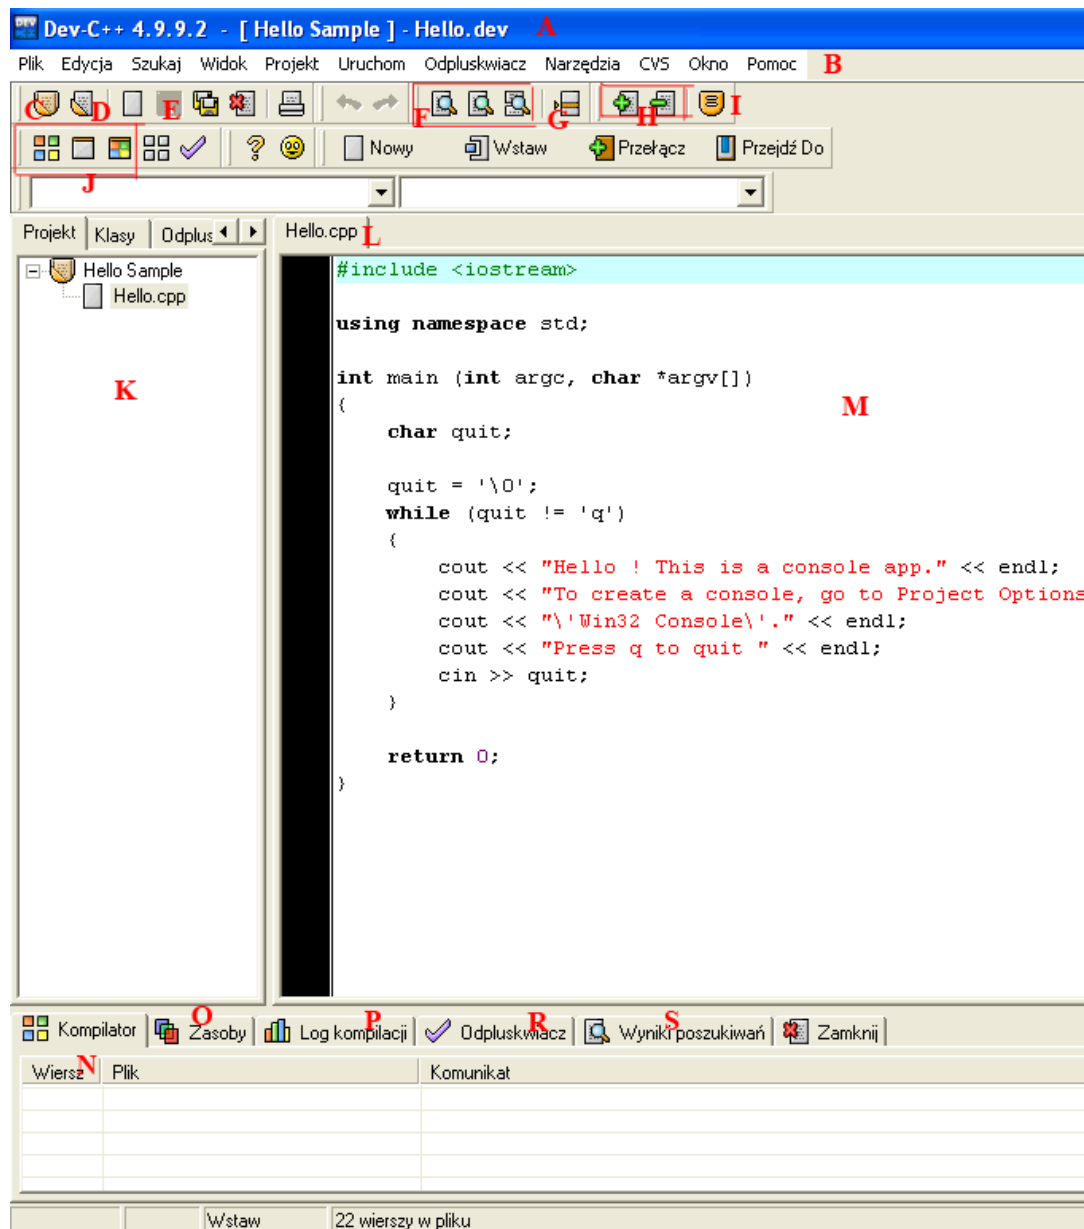 Dev-C++ 4.9.9.2 - [ Hello Sample ] - Hello.dev A
Plik Edycja Szukaj Widok Projekt Uruchom Odpluskwiacz Narzędzia CVS Okno Pomoc B
C D E F G H I
Nowy Wstaw Przełącz Przejdź Do
J
Projekt Klasy Odplus Hello.cpp L
Hello Sample
Hello.cpp
K
#include <iostream>
using namespace std;
int main (int argc, char *argv[])
M
{
char quit;
quit = '\0';
while (quit != 'q')
{
cout << "Hello ! This is a console app." << endl;
cout << "To create a console, go to Project Options
cout << "\'Win32 Console\'." << endl;
cout << "Press q to quit " << endl;
cin >> quit;
}
return 0;
}
O P R S
Kompilator Zasoby Log kompilacji Odpluskwiacz Wyniki poszukiwań Zamknij
N
Wiersz Plik Komunikat
Wstaw 22 wierszy w pliku